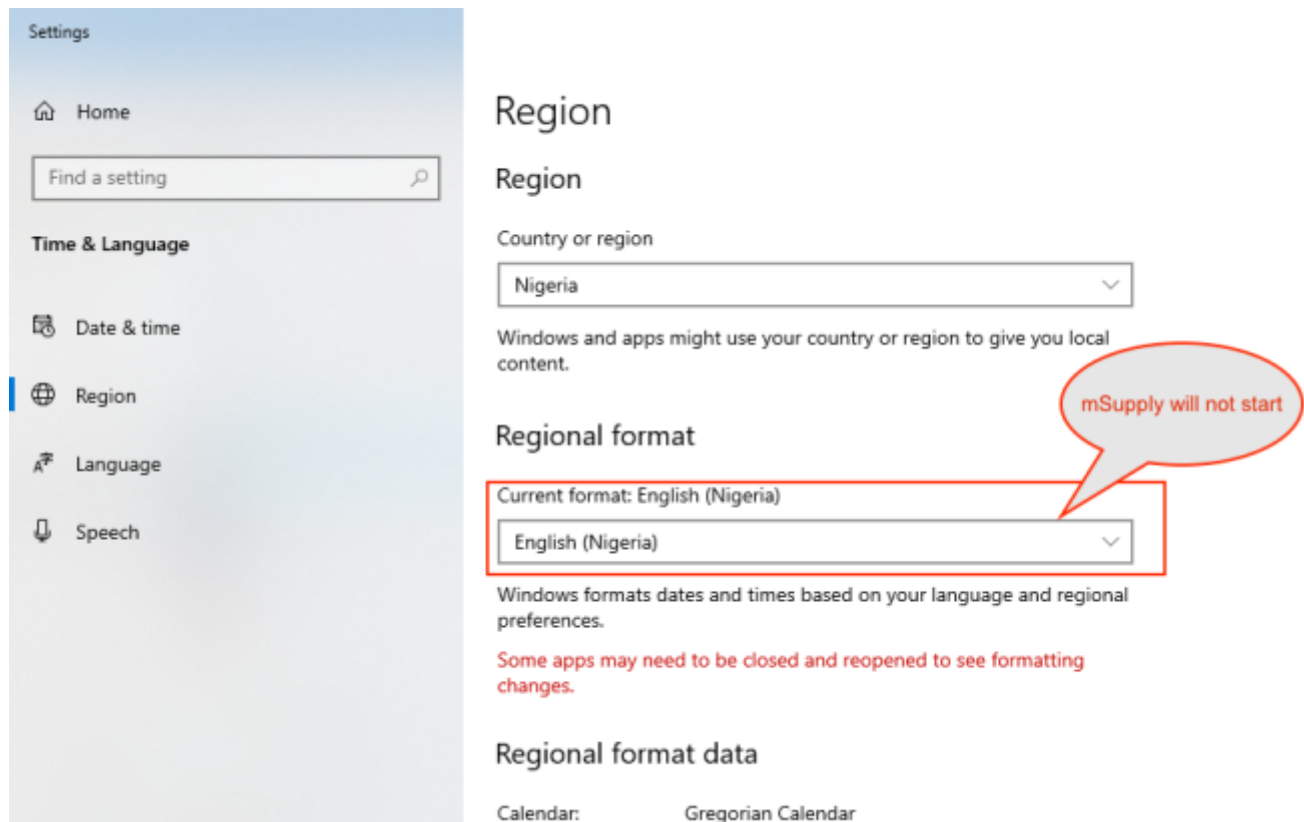 Settings
Home
Find a setting
Time & Language
Date & time
Region
Language
Speech
Region
Region
Country or region
Nigeria
Windows and apps might use your country or region to give you local
content.
mSupply will not start
Regional format
Current format: English (Nigeria)
English (Nigeria)
Windows formats dates and times based on your language and regional
preferences.
Some apps may need to be closed and reopened to see formatting
changes.
Regional format data
Calendar: Gregorian Calendar